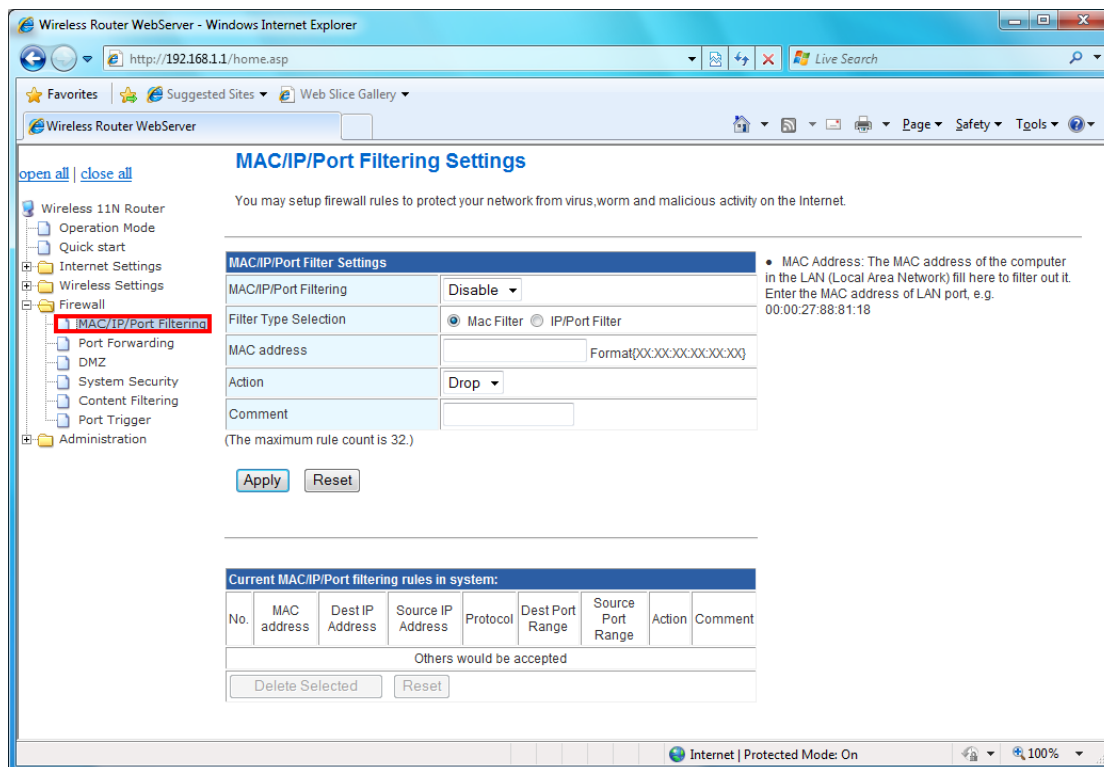 Wireless Router WebServer - Windows Internet Explorer
http://192.168.1.1/home.asp
Live Search
Favorites
Suggested Sites
Web Slice Gallery
Wireless Router WebServer
Page
Safety
Tools
open all | close all
Wireless 11N Router
Operation Mode
Quick start
Internet Settings
Wireless Settings
Firewall
MAC/IP/Port Filtering
Port Forwarding
DMZ
System Security
Content Filtering
Port Trigger
Administration
MAC/IP/Port Filtering Settings
You may setup firewall rules to protect your network from virus,worm and malicious activity on the Internet.
MAC/IP/Port Filter Settings
MAC/IP/Port Filtering Disable
Filter Type Selection Mac Filter IP/Port Filter
MAC address Format{XX:XX:XX:XX:XX:XX}
Action Drop
Comment
(The maximum rule count is 32.)
Apply Reset
• MAC Address: The MAC address of the computer
in the LAN (Local Area Network) fill here to filter out it.
Enter the MAC address of LAN port, e.g.
00:00:27:88:81:18
Current MAC/IP/Port filtering rules in system:
No. MAC address Dest IP Address Source IP Address Protocol Dest Port Range Source Port Range Action Comment
Others would be accepted
Delete Selected Reset
Internet | Protected Mode: On
100%